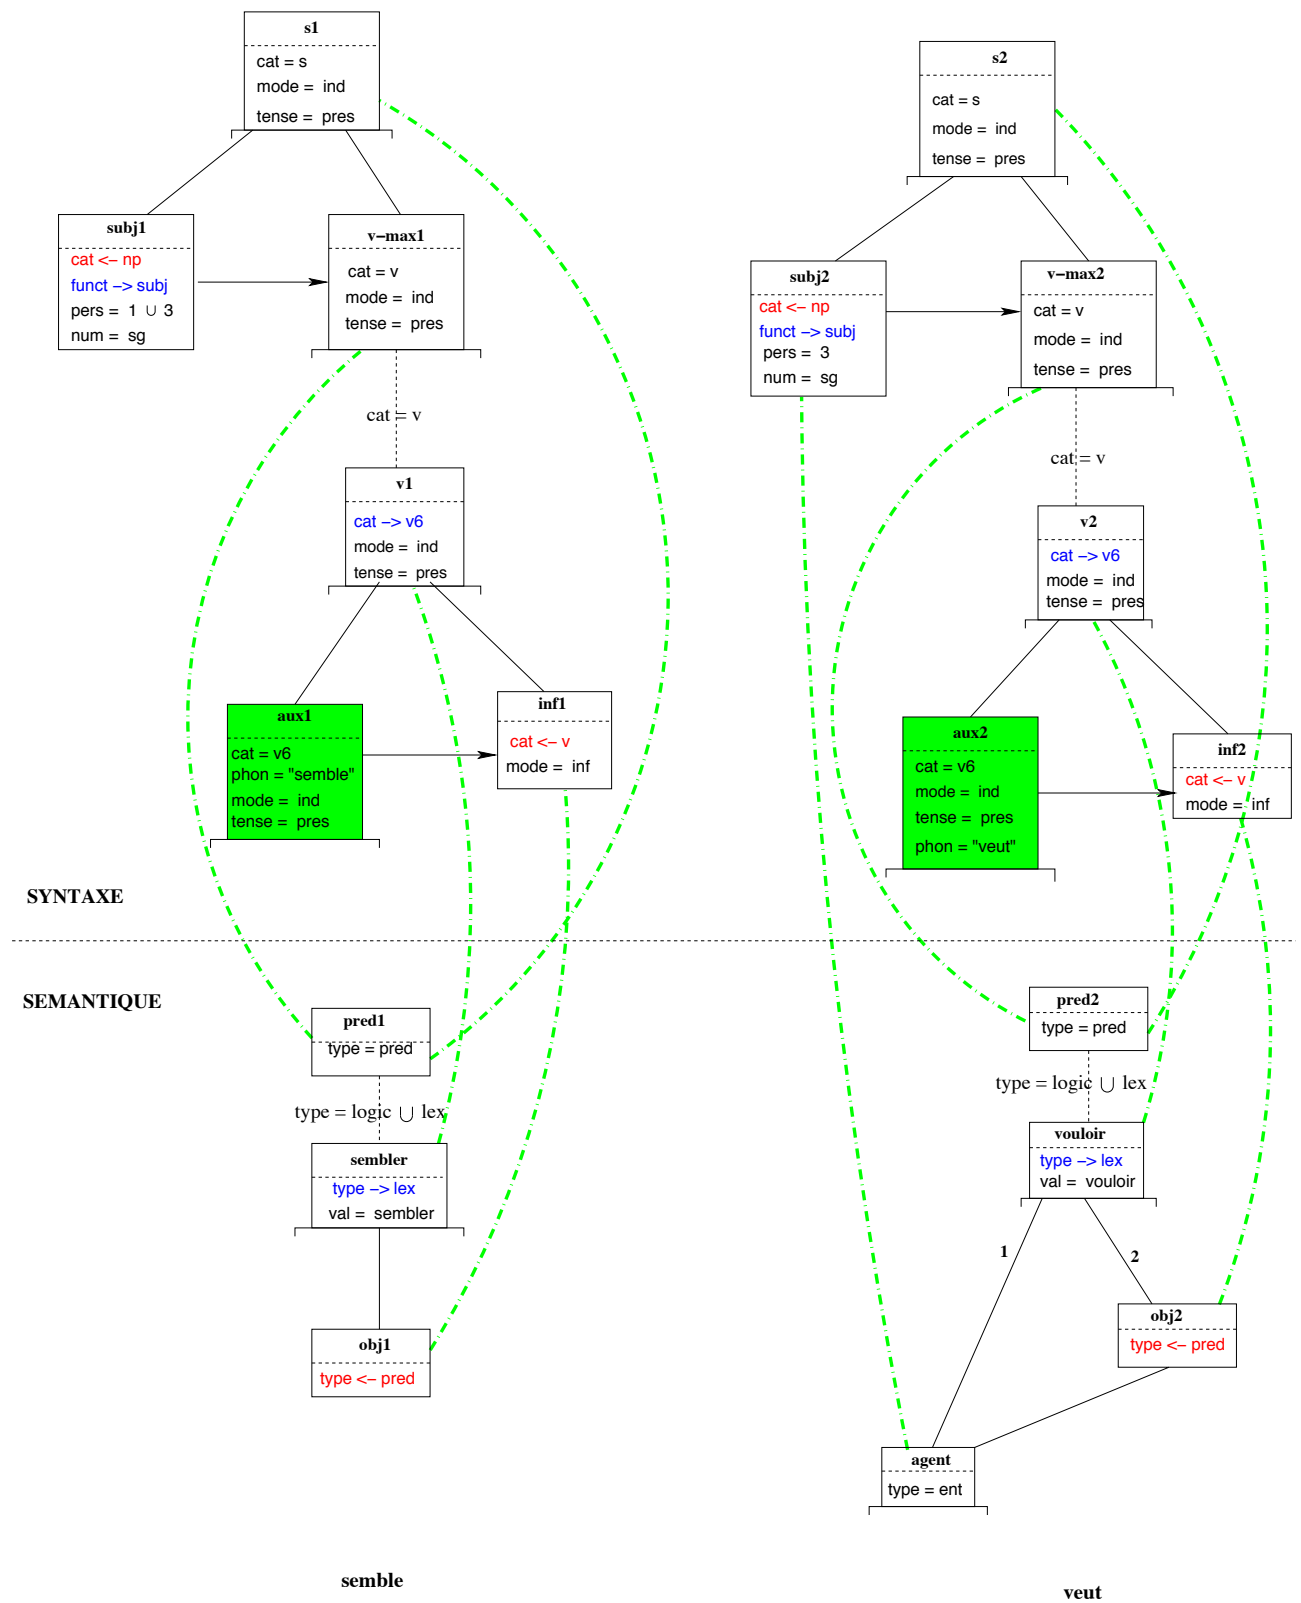 s1
cat = s
mode = ind
tense = pres
subj1
cat <− np
funct −> subj
pers = 1 ∪ 3
num = sg
v−max1
cat = v
mode = ind
tense = pres
cat = v
v1
cat −> v6
mode = ind
tense = pres
aux1
cat = v6
phon = "semble"
mode = ind
tense = pres
inf1
cat <− v
mode = inf
s2
cat = s
mode = ind
tense = pres
subj2
cat <− np
funct −> subj
pers = 3
num = sg
v−max2
cat = v
mode = ind
tense = pres
cat = v
v2
cat −> v6
mode = ind
tense = pres
aux2
cat = v6
mode = ind
tense = pres
phon = "veut"
inf2
cat <− v
mode = inf
SYNTAXE
SEMANTIQUE
pred1
type = pred
type = logic ∪ lex
sembler
type −> lex
val = sembler
obj1
type <− pred
pred2
type = pred
type = logic ∪ lex
vouloir
type −> lex
val = vouloir
1
2
obj2
type <− pred
agent
type = ent
semble
veut